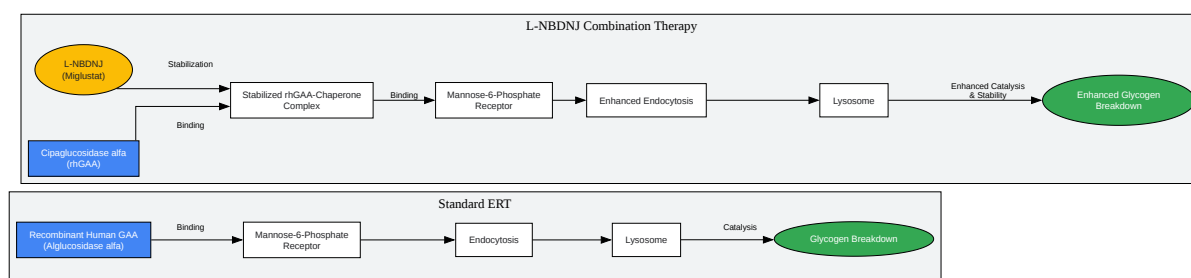 L-NBDNJ Combination Therapy
L-NBDNJ
(Miglustat)
Stabilization
Stabilized rhGAA-Chaperone
Complex
Binding
Cipaglucosidase alfa
(rhGAA)
Binding
Mannose-6-Phosphate
Receptor
Enhanced Endocytosis
Lysosome
Enhanced Catalysis
& Stability
Enhanced Glycogen
Breakdown
Standard ERT
Recombinant Human GAA
(Alglucosidase alfa)
Binding
Mannose-6-Phosphate
Receptor
Endocytosis
Lysosome
Catalysis
Glycogen Breakdown